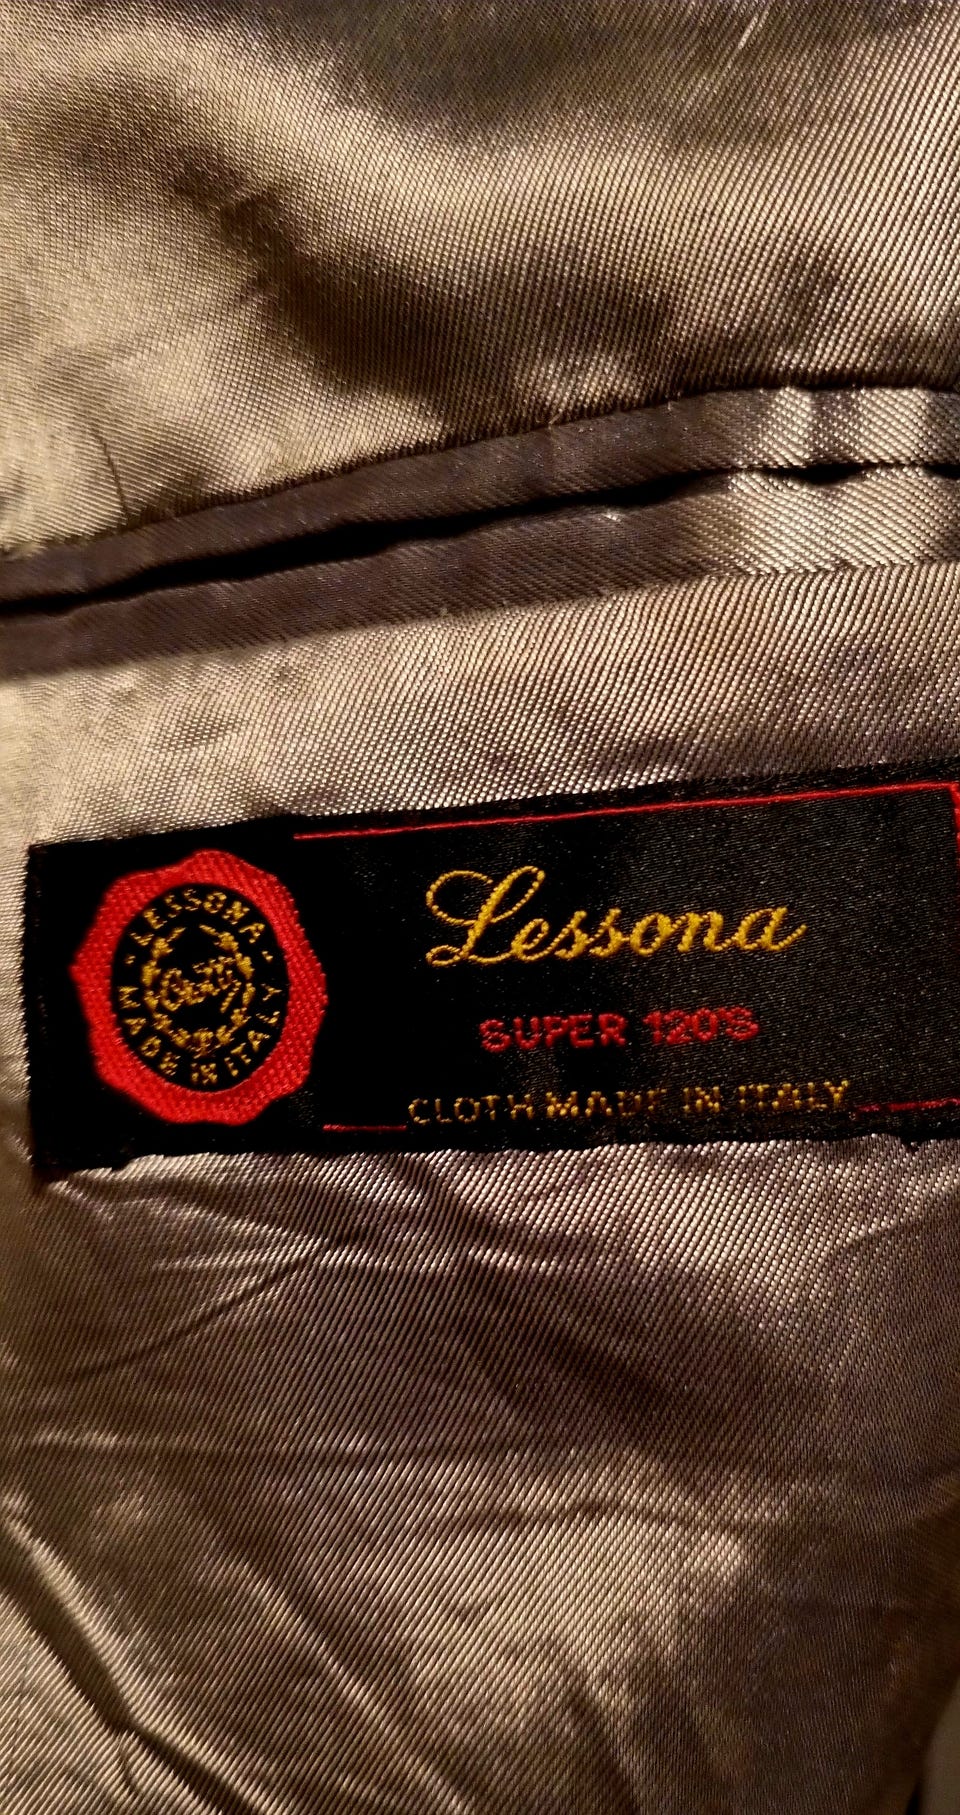 LESSONA
MADE IN ITALY
Lessona
SUPER 120'S
CLOTH MADE IN ITALY